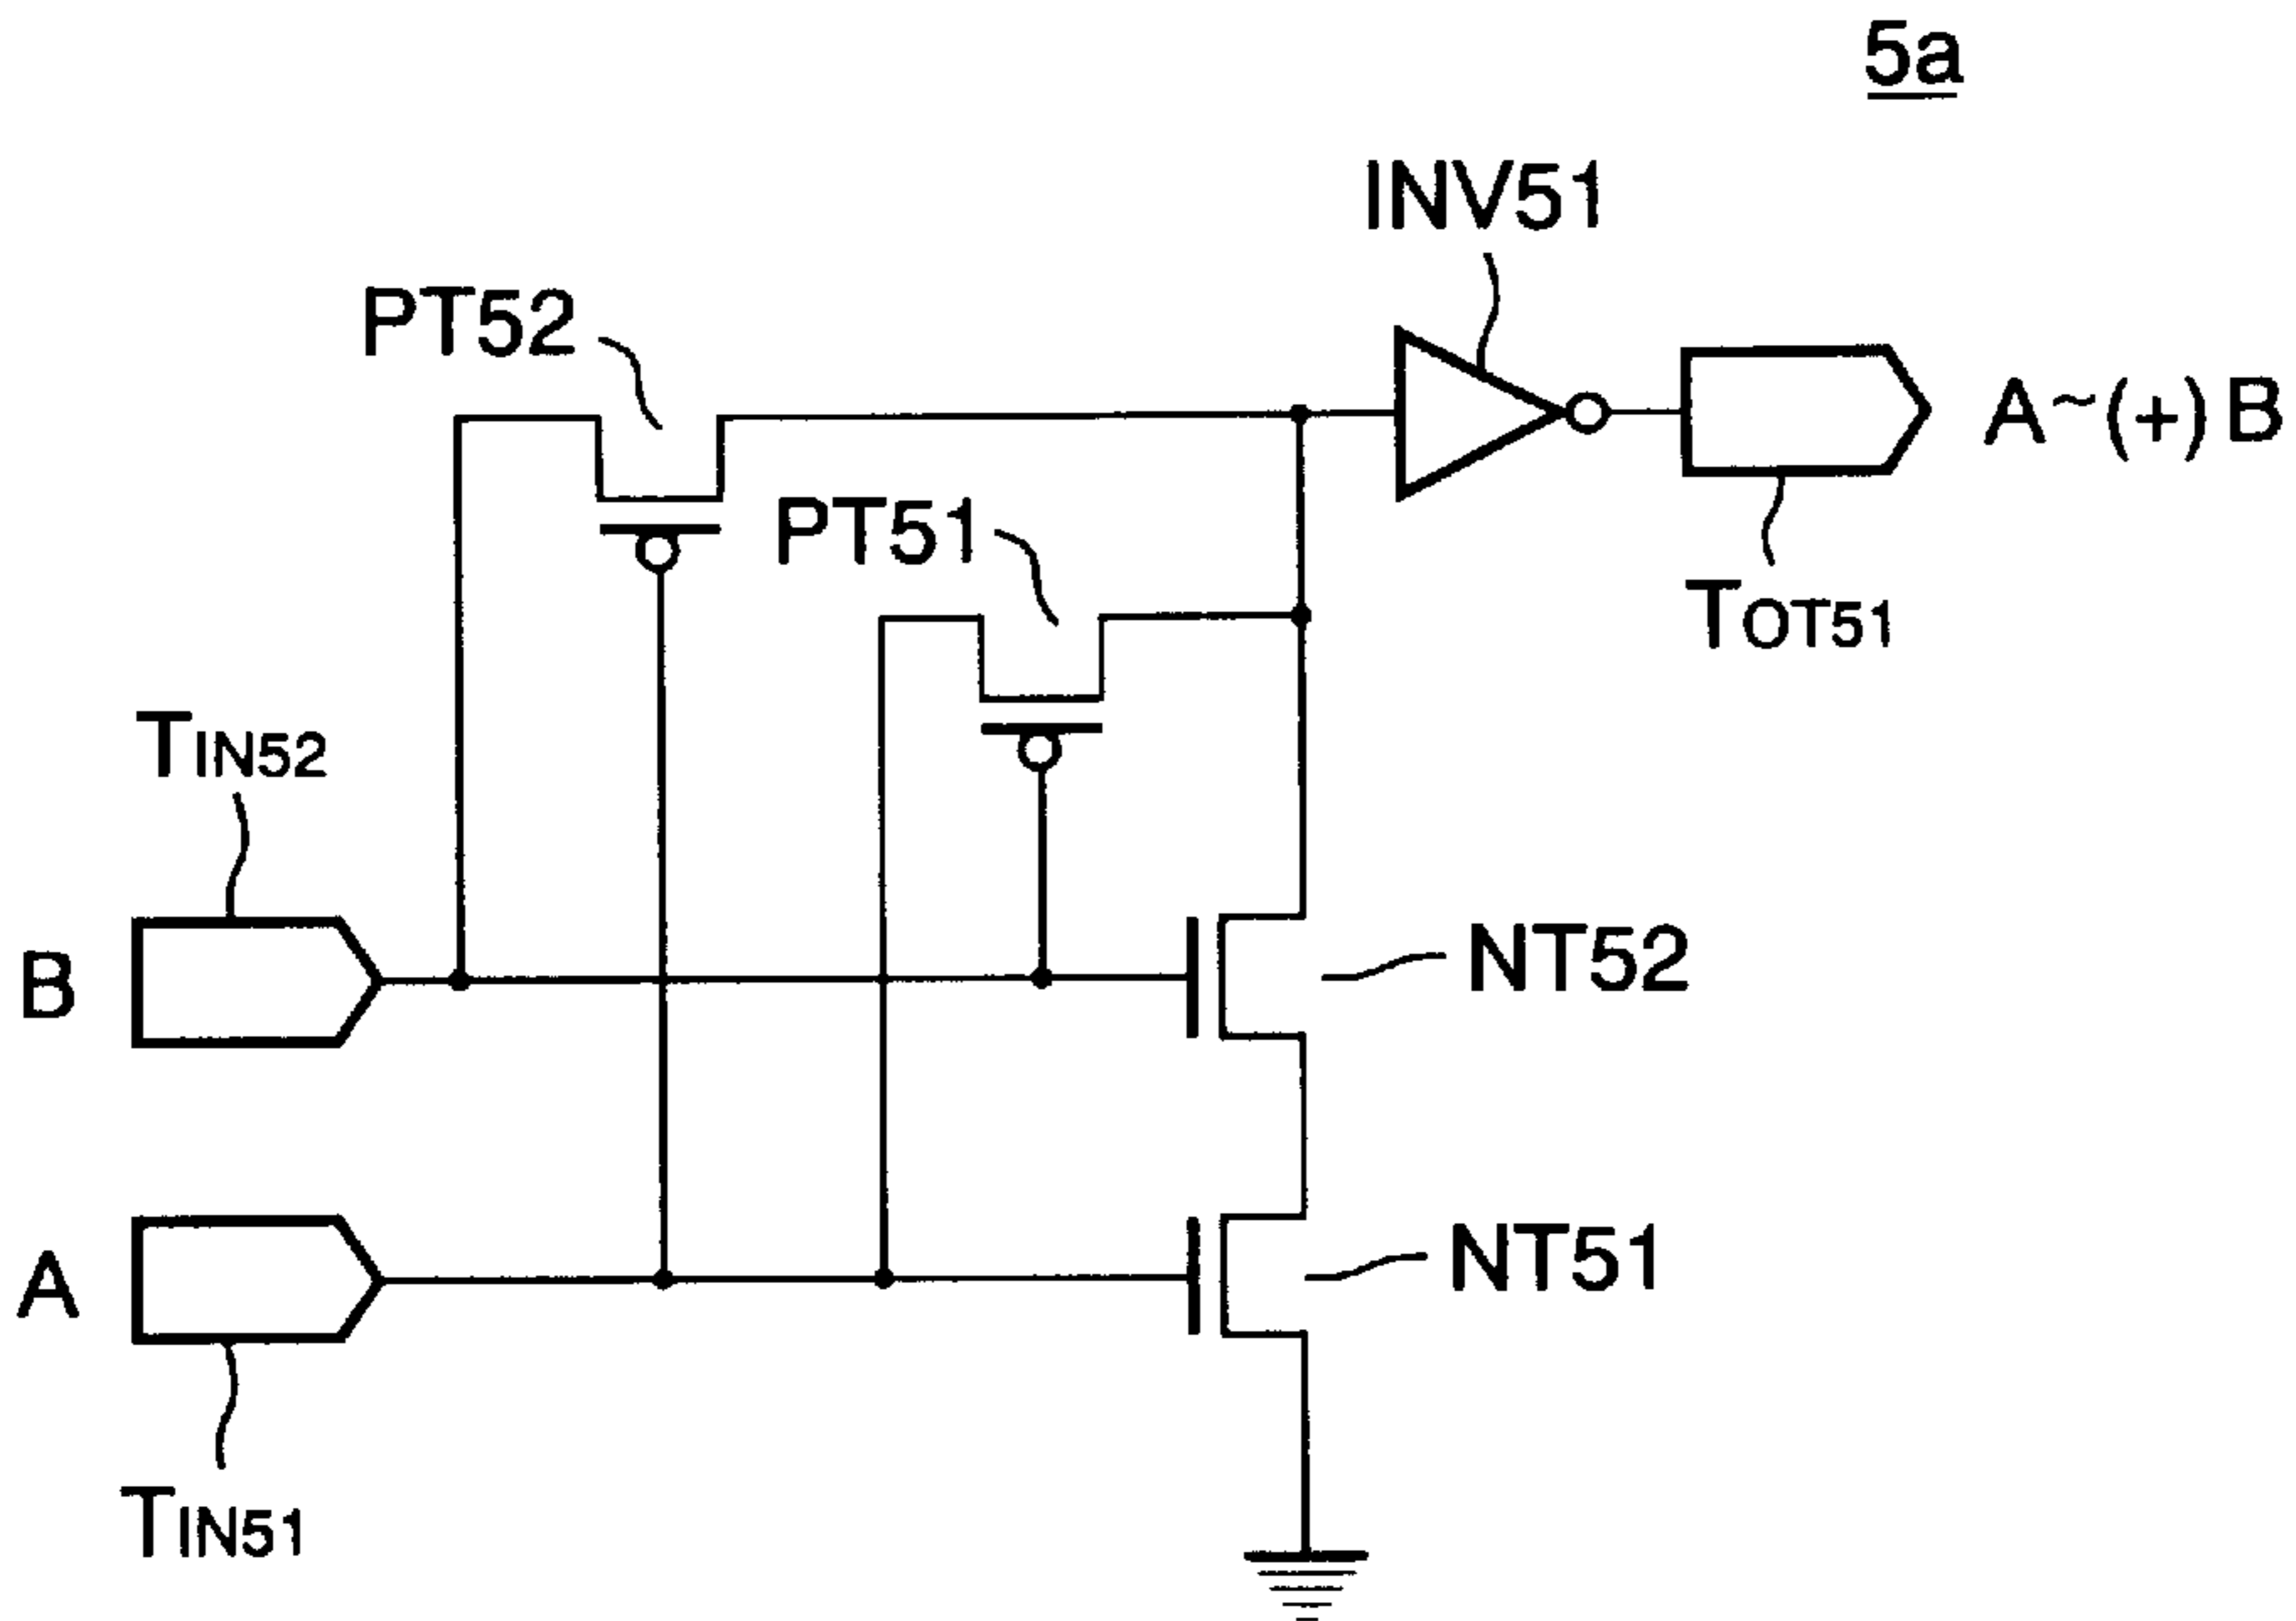 5a
INV51
PT52
A ~(+) B
PT51
TOT51
TIN52
B
NT52
A
NT51
TIN51